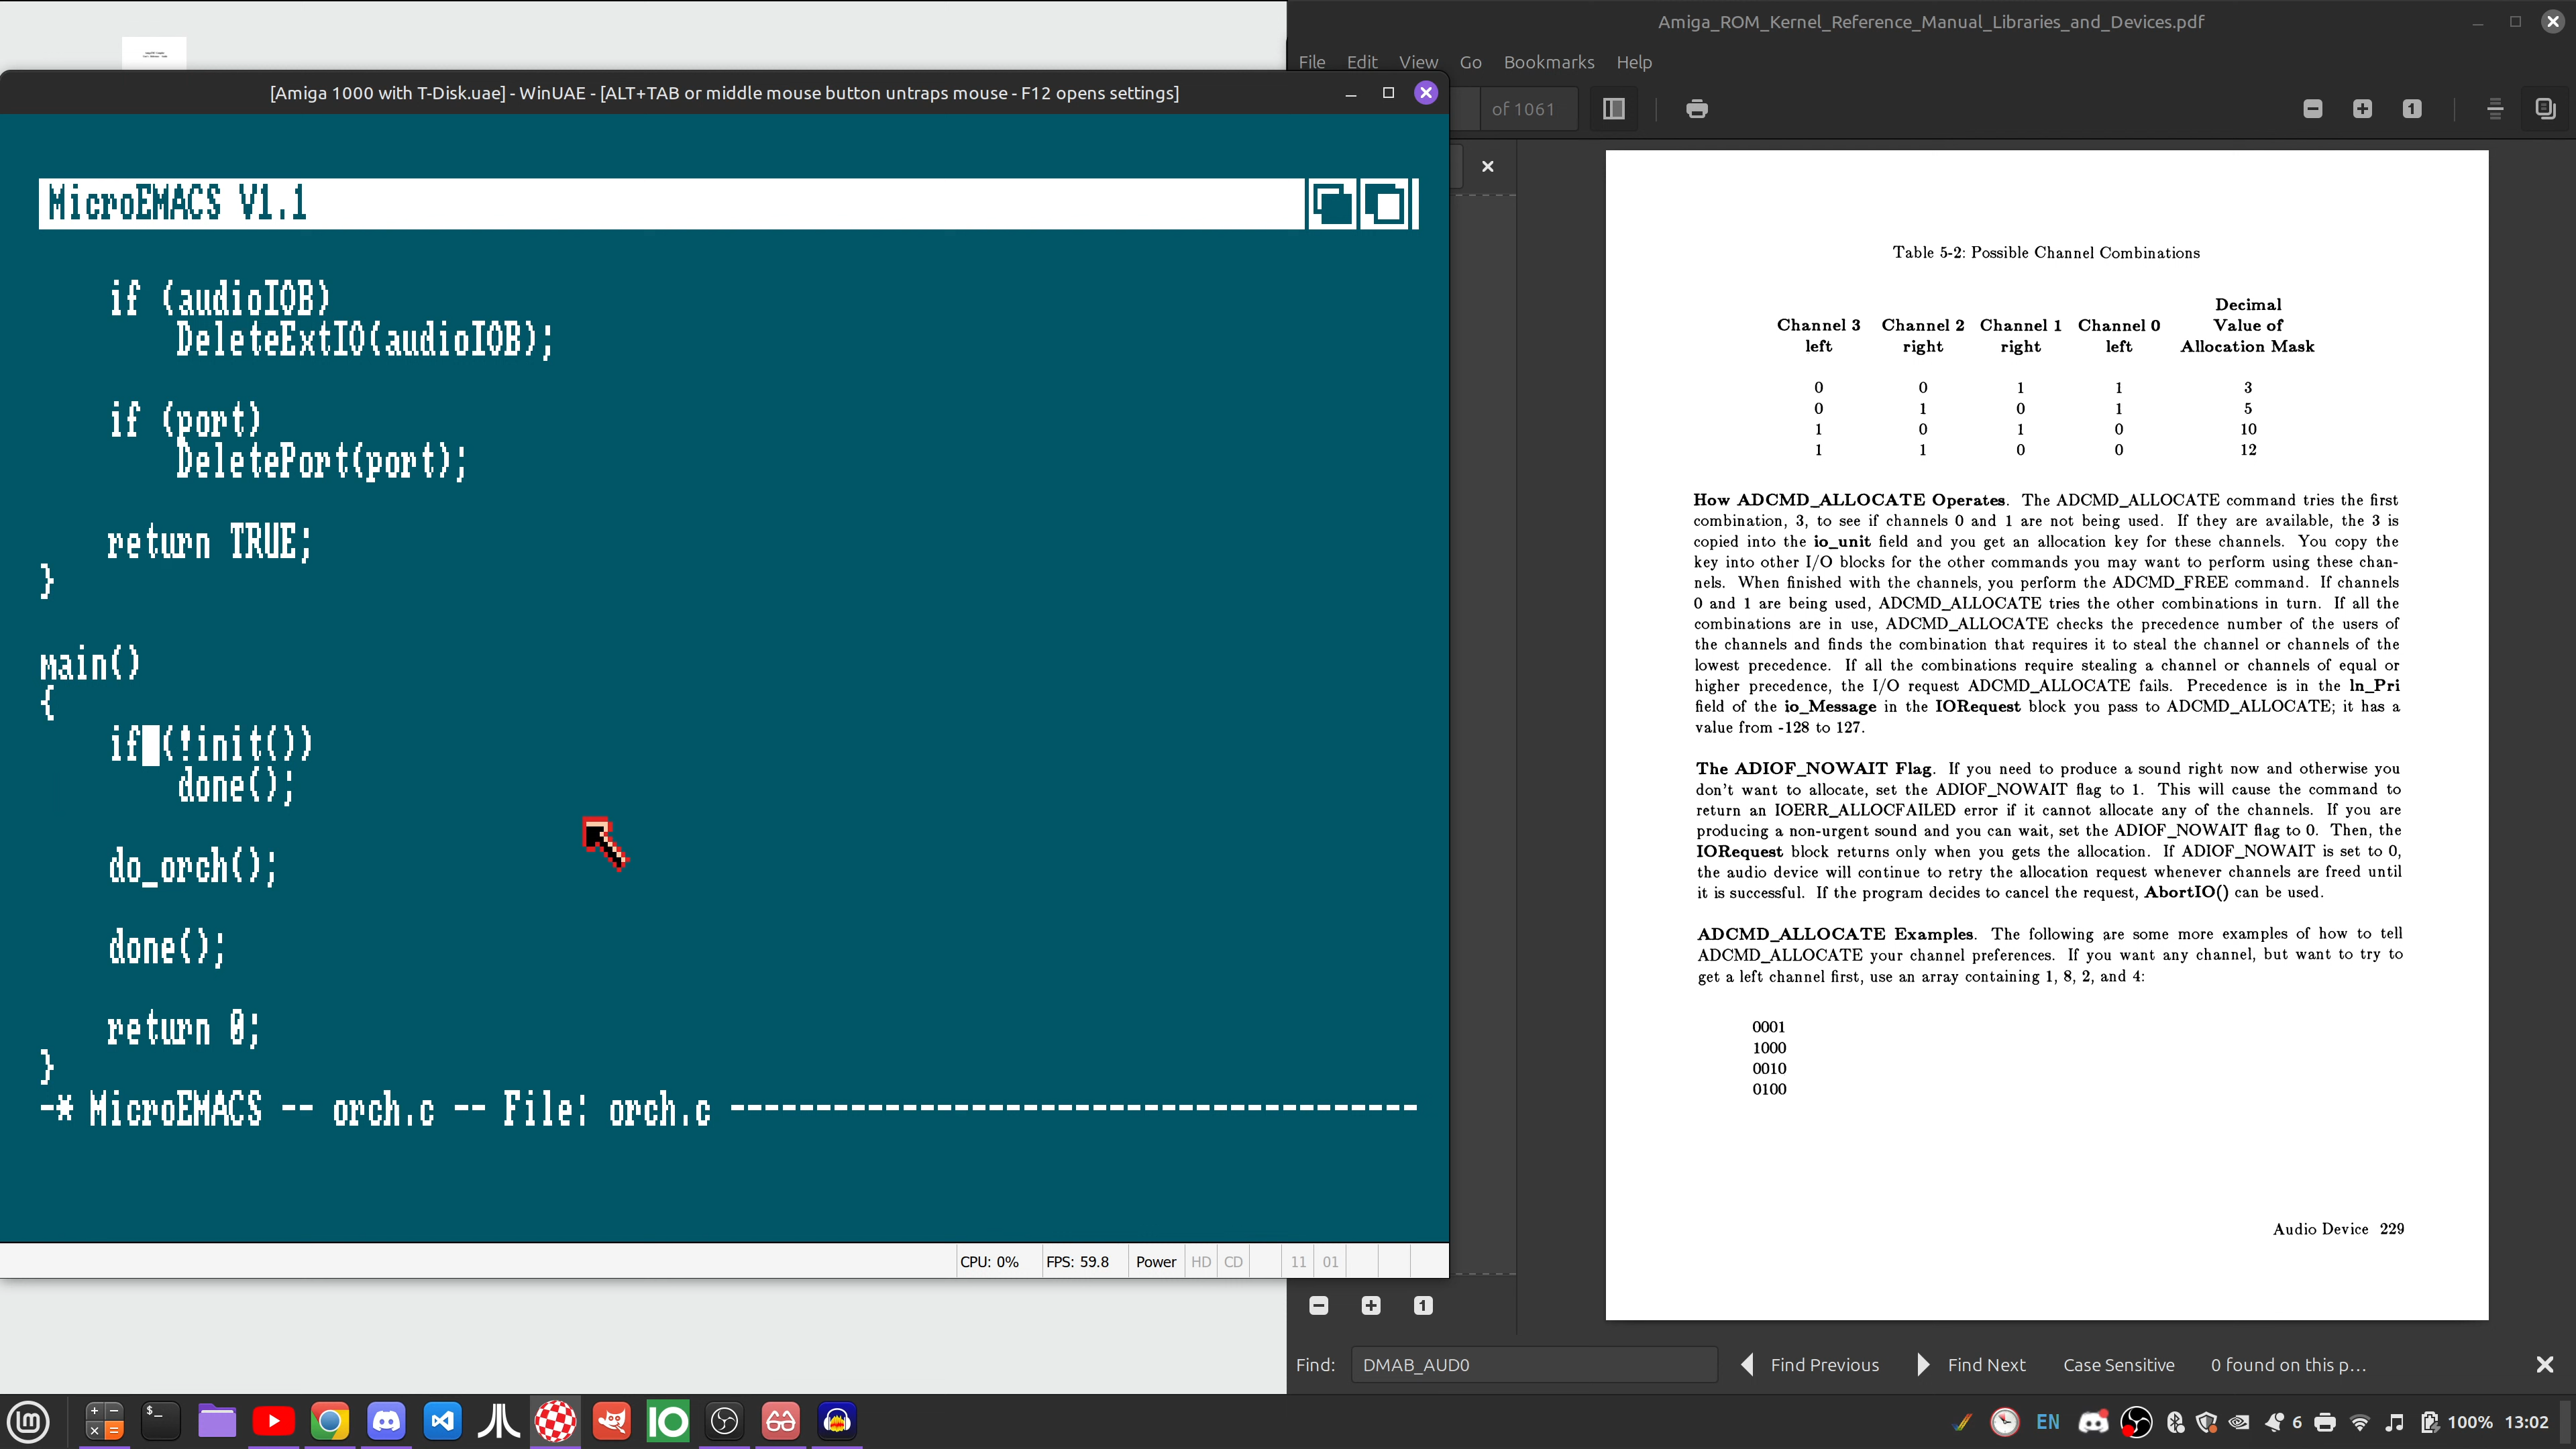 Amiga_ROM_Kernel_Reference_Manual_Libraries_and_Devices.pdf
File Edit View Go Bookmarks Help
[Amiga 1000 with T-Disk.uae] - WinUAE - [ALT+TAB or middle mouse button untraps mouse - F12 opens settings]
of 1061
MicroEMACS V1.1
if (audioIOB)
DeleteExtIO(audioIOB);
if (port)
DeletePort(port);
return TRUE;
}
main()
{
if (!init())
done();
do_orch();
done();
return 0;
}
-* MicroEMACS -- orch.c -- File: orch.c ----------------------------------------
CPU: 0% FPS: 59.8 Power HD CD 11 01
Table 5-2: Possible Channel Combinations
Decimal
Channel 3 Channel 2 Channel 1 Channel 0 Value of
left right right left Allocation Mask
0 0 1 1 3
0 1 0 1 5
1 0 1 0 10
1 1 0 0 12
How ADCMD_ALLOCATE Operates. The ADCMD_ALLOCATE command tries the first
combination, 3, to see if channels 0 and 1 are not being used. If they are available, the 3 is
copied into the io_unit field and you get an allocation key for these channels. You copy the
key into other I/O blocks for the other commands you may want to perform using these chan-
nels. When finished with the channels, you perform the ADCMD_FREE command. If channels
0 and 1 are being used, ADCMD_ALLOCATE tries the other combinations in turn. If all the
combinations are in use, ADCMD_ALLOCATE checks the precedence number of the users of
the channels and finds the combination that requires it to steal the channel or channels of the
lowest precedence. If all the combinations require stealing a channel or channels of equal or
higher precedence, the I/O request ADCMD_ALLOCATE fails. Precedence is in the ln_Pri
field of the io_Message in the IORequest block you pass to ADCMD_ALLOCATE; it has a
value from -128 to 127.
The ADIOF_NOWAIT Flag. If you need to produce a sound right now and otherwise you
don't want to allocate, set the ADIOF_NOWAIT flag to 1. This will cause the command to
return an IOERR_ALLOCFAILED error if it cannot allocate any of the channels. If you are
producing a non-urgent sound and you can wait, set the ADIOF_NOWAIT flag to 0. Then, the
IORequest block returns only when you gets the allocation. If ADIOF_NOWAIT is set to 0,
the audio device will continue to retry the allocation request whenever channels are freed until
it is successful. If the program decides to cancel the request, AbortIO() can be used.
ADCMD_ALLOCATE Examples. The following are some more examples of how to tell
ADCMD_ALLOCATE your channel preferences. If you want any channel, but want to try to
get a left channel first, use an array containing 1, 8, 2, and 4:
0001
1000
0010
0100
Audio Device 229
Find: DMAB_AUD0 Find Previous Find Next Case Sensitive 0 found on this p...
EN 6 100% 13:02